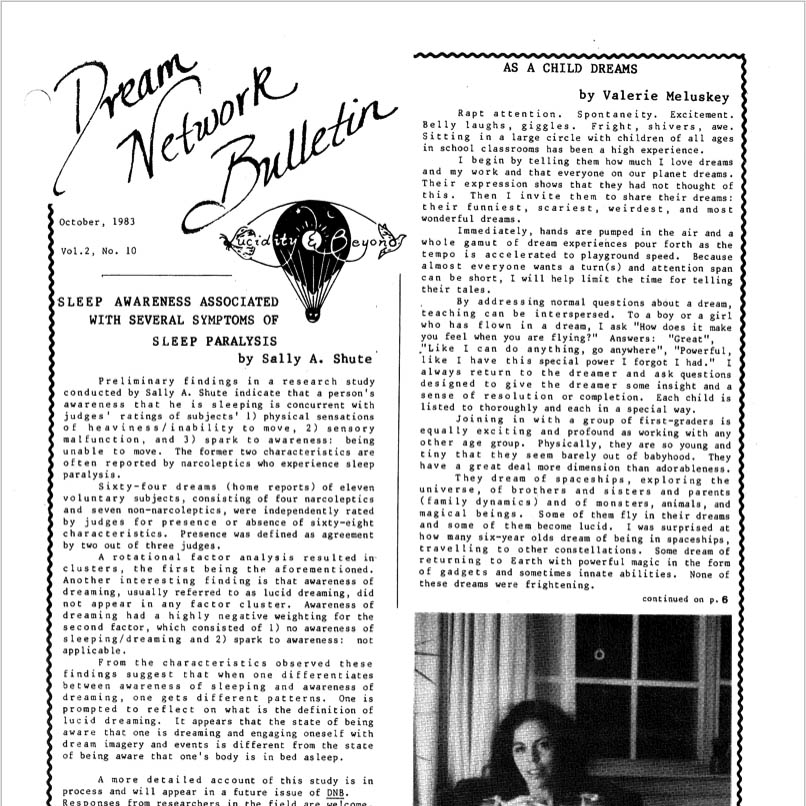 Dream
Network
Bulletin
October, 1983
Vol.2, No. 10
Lucidity & Beyond
SLEEP AWARENESS ASSOCIATED
WITH SEVERAL SYMPTOMS OF
SLEEP PARALYSIS
by Sally A. Shute
Preliminary findings in a research study
conducted by Sally A. Shute indicate that a person's
awareness that he is sleeping is concurrent with
judges' ratings of subjects' 1) physical sensations
of heaviness/inability to move, 2) sensory
malfunction, and 3) spark to awareness: being
unable to move. The former two characteristics are
often reported by narcoleptics who experience sleep
paralysis.
Sixty-four dreams (home reports) of eleven
voluntary subjects, consisting of four narcoleptics
and seven non-narcoleptics, were independently rated
by judges for presence or absence of sixty-eight
characteristics. Presence was defined as agreement
by two out of three judges.
A rotational factor analysis resulted in
clusters, the first being the aforementioned.
Another interesting finding is that awareness of
dreaming, usually referred to as lucid dreaming, did
not appear in any factor cluster. Awareness of
dreaming had a highly negative weighting for the
second factor, which consisted of 1) no awareness of
sleeping/dreaming and 2) spark to awareness: not
applicable.
From the characteristics observed these
findings suggest that when one differentiates
between awareness of sleeping and awareness of
dreaming, one gets different patterns. One is
prompted to reflect on what is the definition of
lucid dreaming. It appears that the state of being
aware that one is dreaming and engaging oneself with
dream imagery and events is different from the state
of being aware that one's body is in bed asleep.
A more detailed account of this study is in
process and will appear in a future issue of DNB.
Responses from researchers in the field are welcome.
AS A CHILD DREAMS
by Valerie Meluskey
Rapt attention. Spontaneity. Excitement.
Belly laughs, giggles. Fright, shivers, awe.
Sitting in a large circle with children of all ages
in school classrooms has been a high experience.
I begin by telling them how much I love dreams
and my work and that everyone on our planet dreams.
Their expression shows that they had not thought of
this. Then I invite them to share their dreams:
their funniest, scariest, weirdest, and most
wonderful dreams.
Immediately, hands are pumped in the air and a
whole gamut of dream experiences pour forth as the
tempo is accelerated to playground speed. Because
almost everyone wants a turn(s) and attention span
can be short, I will help limit the time for telling
their tales.
By addressing normal questions about a dream,
teaching can be interspersed. To a boy or a girl
who has flown in a dream, I ask "How does it make
you feel when you are flying?" Answers: "Great",
"Like I can do anything, go anywhere", "Powerful,
like I have this special power I forgot I had." I
always return to the dreamer and ask questions
designed to give the dreamer some insight and a
sense of resolution or completion. Each child is
listed to thoroughly and each in a special way.
Joining in with a group of first-graders is
equally exciting and profound as working with any
other age group. Physically, they are so young and
tiny that they seem barely out of babyhood. They
have a great deal more dimension than adorableness.
They dream of spaceships, exploring the
universe, of brothers and sisters and parents
(family dynamics) and of monsters, animals, and
magical beings. Some of them fly in their dreams
and some of them become lucid. I was surprised at
how many six-year olds dream of being in spaceships,
travelling to other constellations. Some dream of
returning to Earth with powerful magic in the form
of gadgets and sometimes innate abilities. None of
these dreams were frightening.
continued on p.6